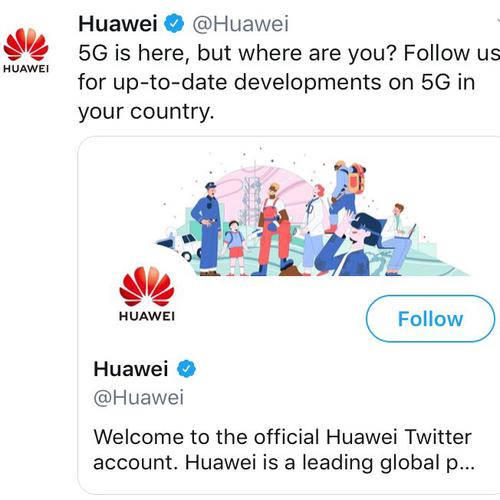 Huawei @Huawei
5G is here, but where are you? Follow us
for up-to-date developments on 5G in
your country.
HUAWEI
HUAWEI
Follow
Huawei
@Huawei
Welcome to the official Huawei Twitter
account. Huawei is a leading global p...